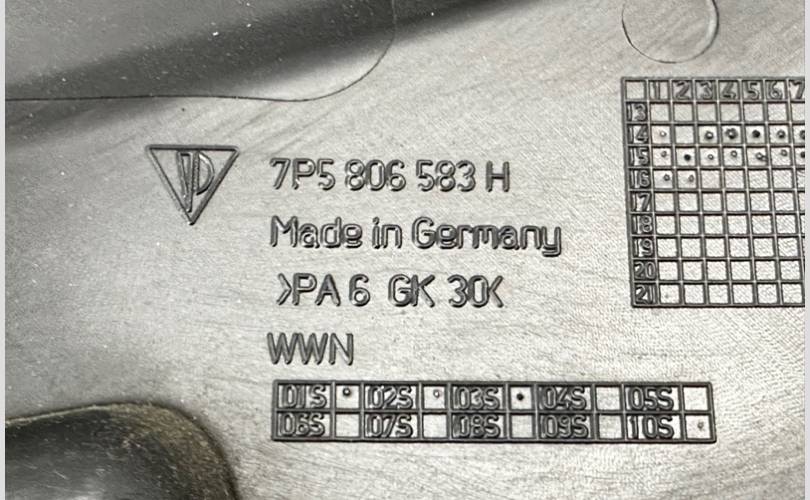 7P5 806 583 H
Made in Germany
>PA 6 GK 30<
WWN
01S 02S 03S 04S 05S
06S 07S 08S 09S 10S
1 2 3 4 5 6 7
13
14
15
16
17
18
19
20
21